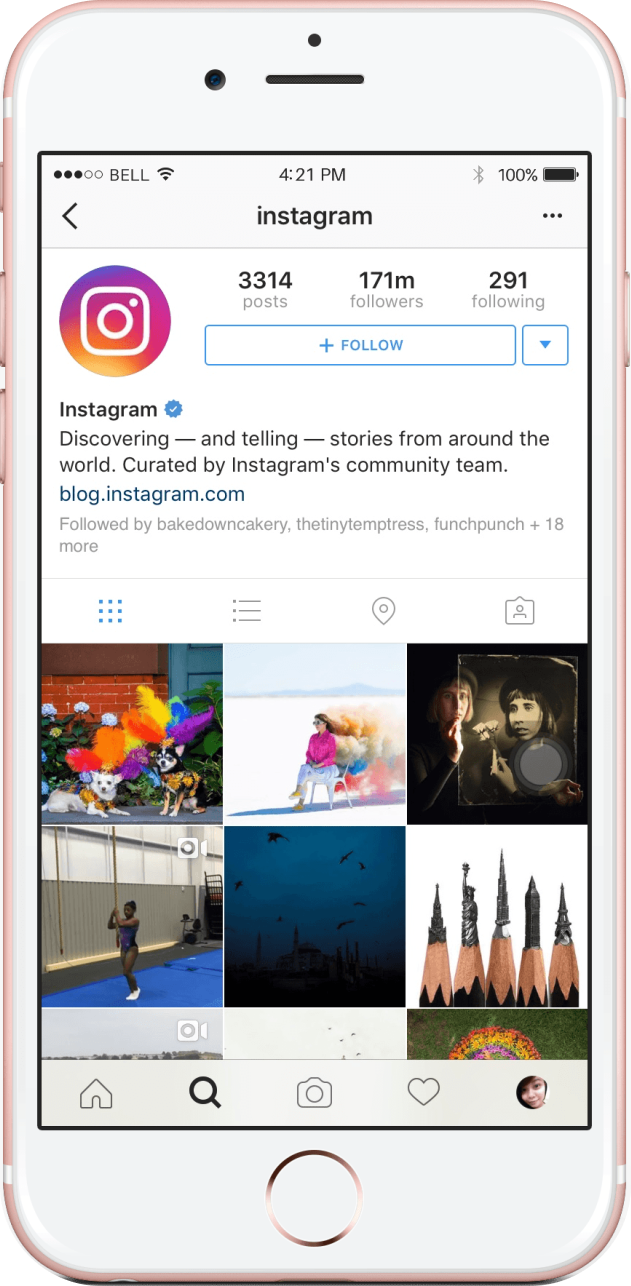 BELL 4:21 PM 100%
instagram
3314 171m 291
posts followers following
+ FOLLOW
Instagram
Discovering — and telling — stories from around the
world. Curated by Instagram's community team.
blog.instagram.com
Followed by bakedowncakery, thetinytemptress, funchpunch + 18
more